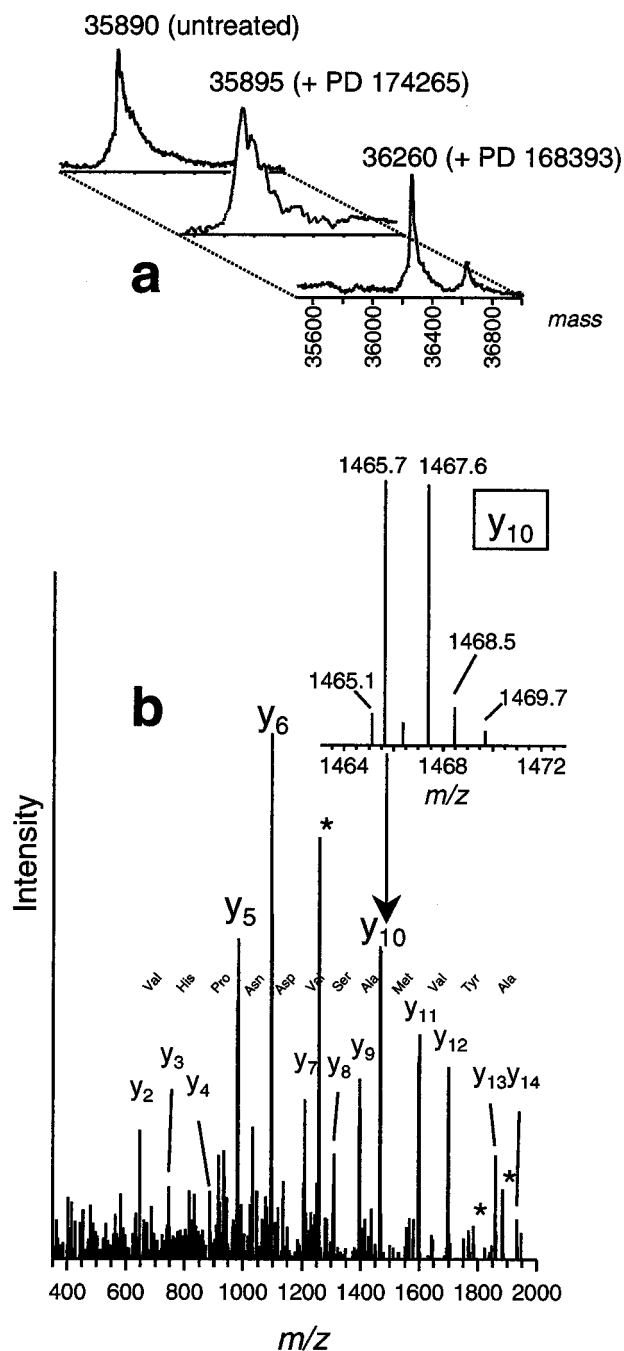 35890 (untreated)
35895 (+ PD 174265)
36260 (+ PD 168393)
a
35600
36000
36400
36800
mass
1465.7
1467.6
y10
1468.5
1465.1
1469.7
b
1464
1468
1472
m/z
y6
*
Intensity
y5
y10
Val His Pro Asn Asp Val Ser Ala Met Val Tyr Ala
y11
y12
y2
y3
y4
y7
y8
y9
y13
y14
*
*
400 600 800 1000 1200 1400 1600 1800 2000
m/z